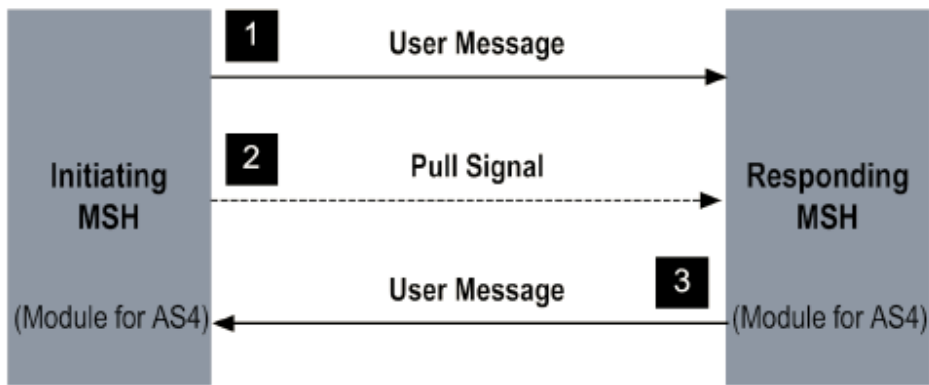 1
User Message
2
Pull Signal
Initiating
MSH
Responding
MSH
User Message
3
(Module for AS4)
(Module for AS4)